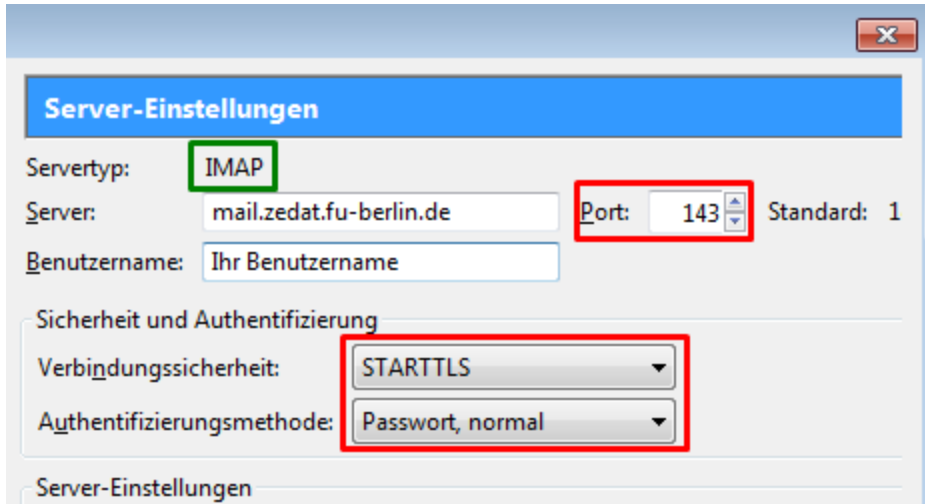 Server-Einstellungen
Servertyp: IMAP
Server: mail.zedat.fu-berlin.de Port: 143 Standard: 1
Benutzername: Ihr Benutzername
Sicherheit und Authentifizierung
Verbindungssicherheit: STARTTLS
Authentifizierungsmethode: Passwort, normal
Server-Einstellungen